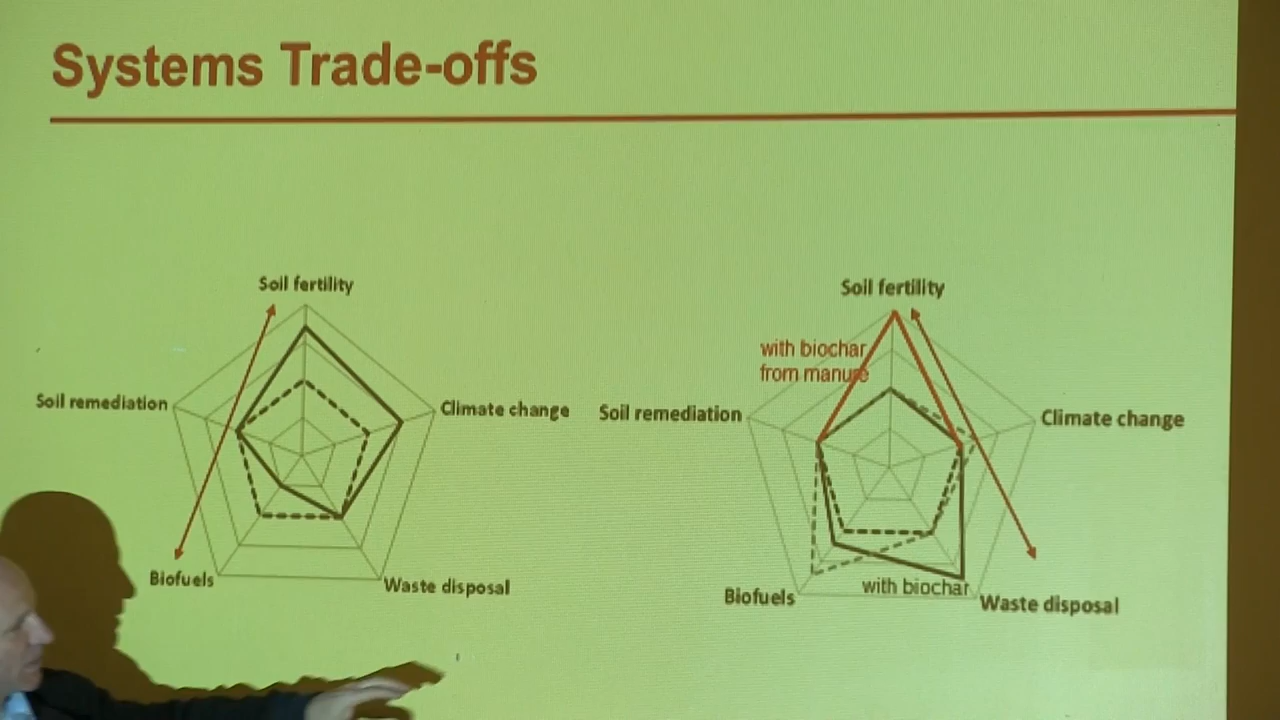 Systems Trade-offs
Soil fertility
Soil remediation
Climate change
Biofuels
Waste disposal
Soil fertility
with biochar
from manure
Soil remediation
Climate change
Biofuels
with biochar
Waste disposal